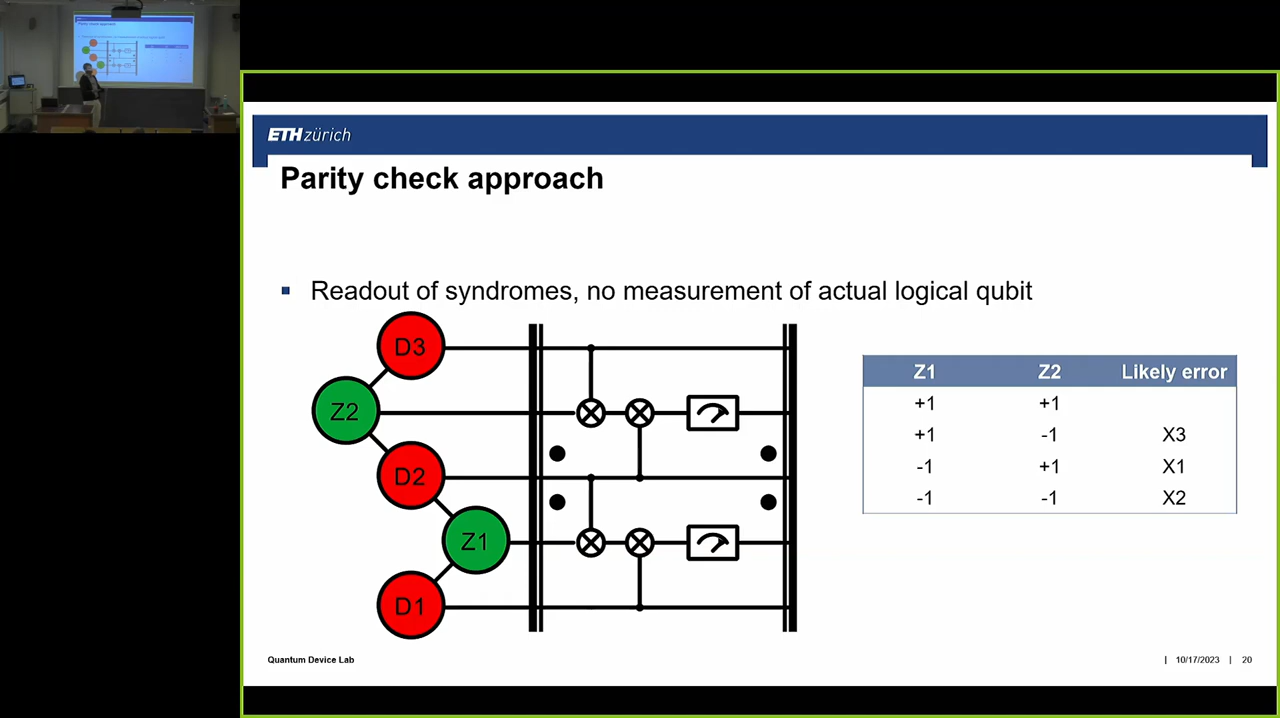 ETH zürich
Parity check approach
▪ Readout of syndromes, no measurement of actual logical qubit
D3
Z2
D2
Z1
D1
Z1 Z2 Likely error
+1 +1
+1 -1 X3
-1 +1 X1
-1 -1 X2
Quantum Device Lab
| 10/17/2023 | 20